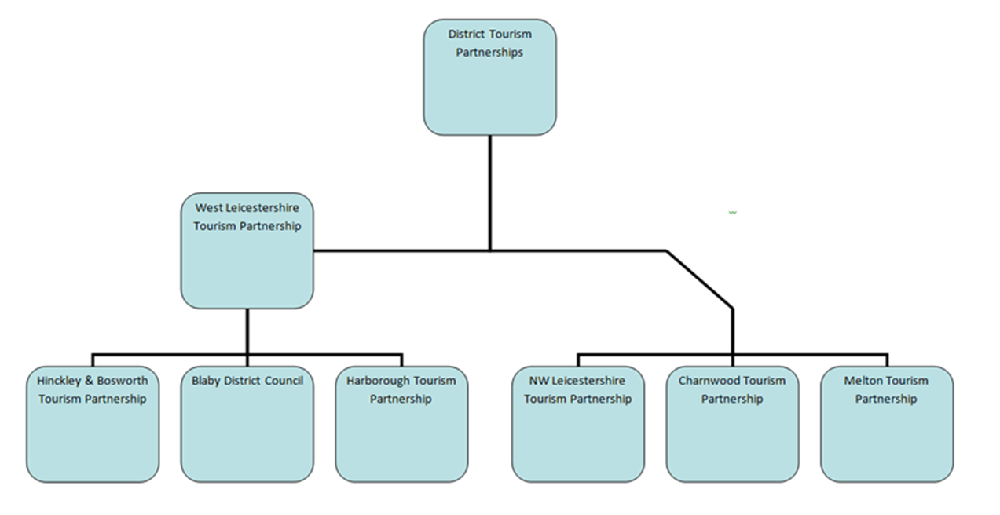 District Tourism
Partnerships
West Leicestershire
Tourism Partnership
Hinckley & Bosworth
Tourism Partnership
Blaby District Council
Harborough Tourism
Partnership
NW Leicestershire
Tourism Partnership
Charnwood Tourism
Partnership
Melton Tourism
Partnership